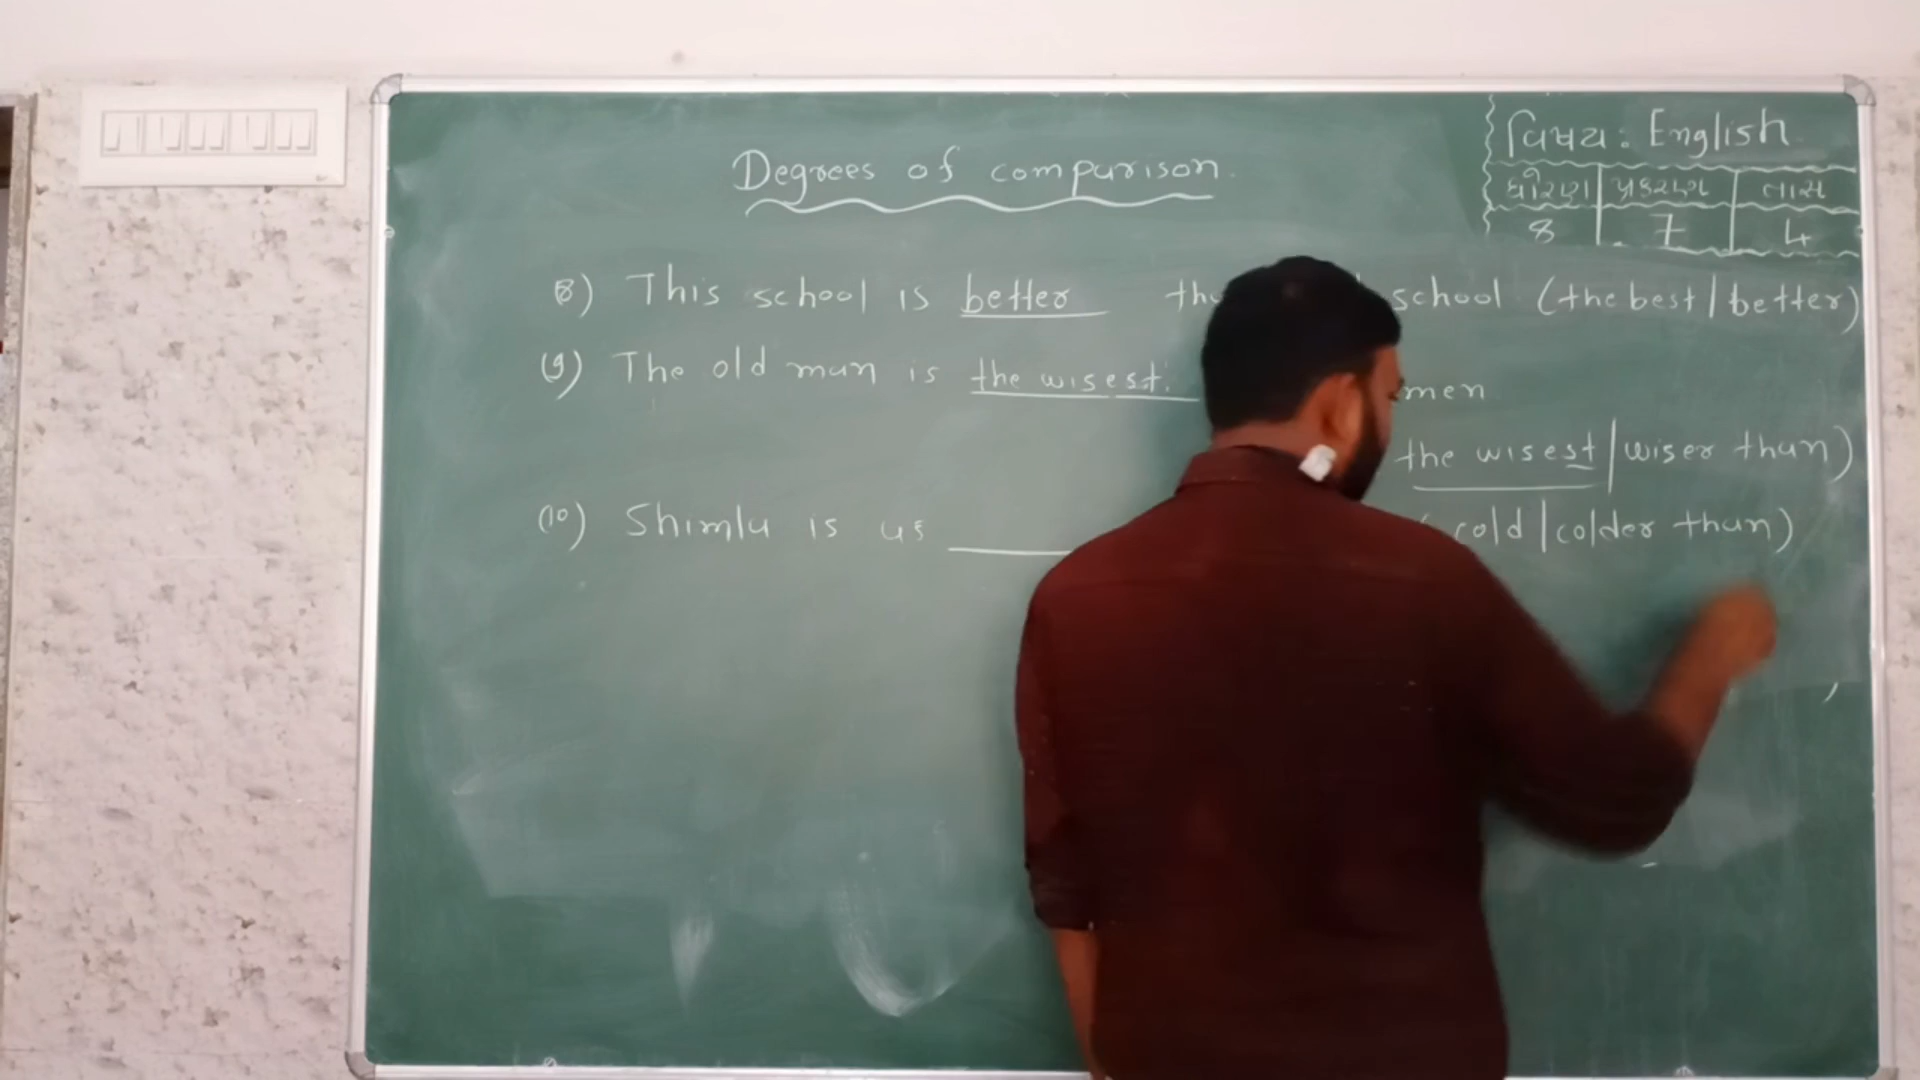 વિષય : English
ધોરણ પ્રકરણ તાસ
8 7 4
Degrees of comparison.
8) This school is better school (the best / better)
(9) The old man is the wisest. men
the wisest / wiser than)
(10) Shimla is as ______ cold / colder than)